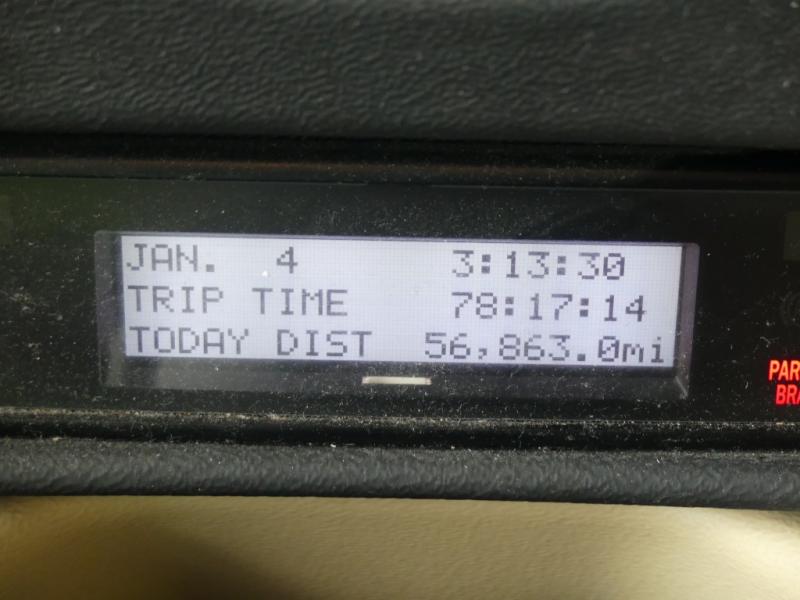 JAN. 4 3:13:30
TRIP TIME 78:17:14
TODAY DIST 56,863.0mi